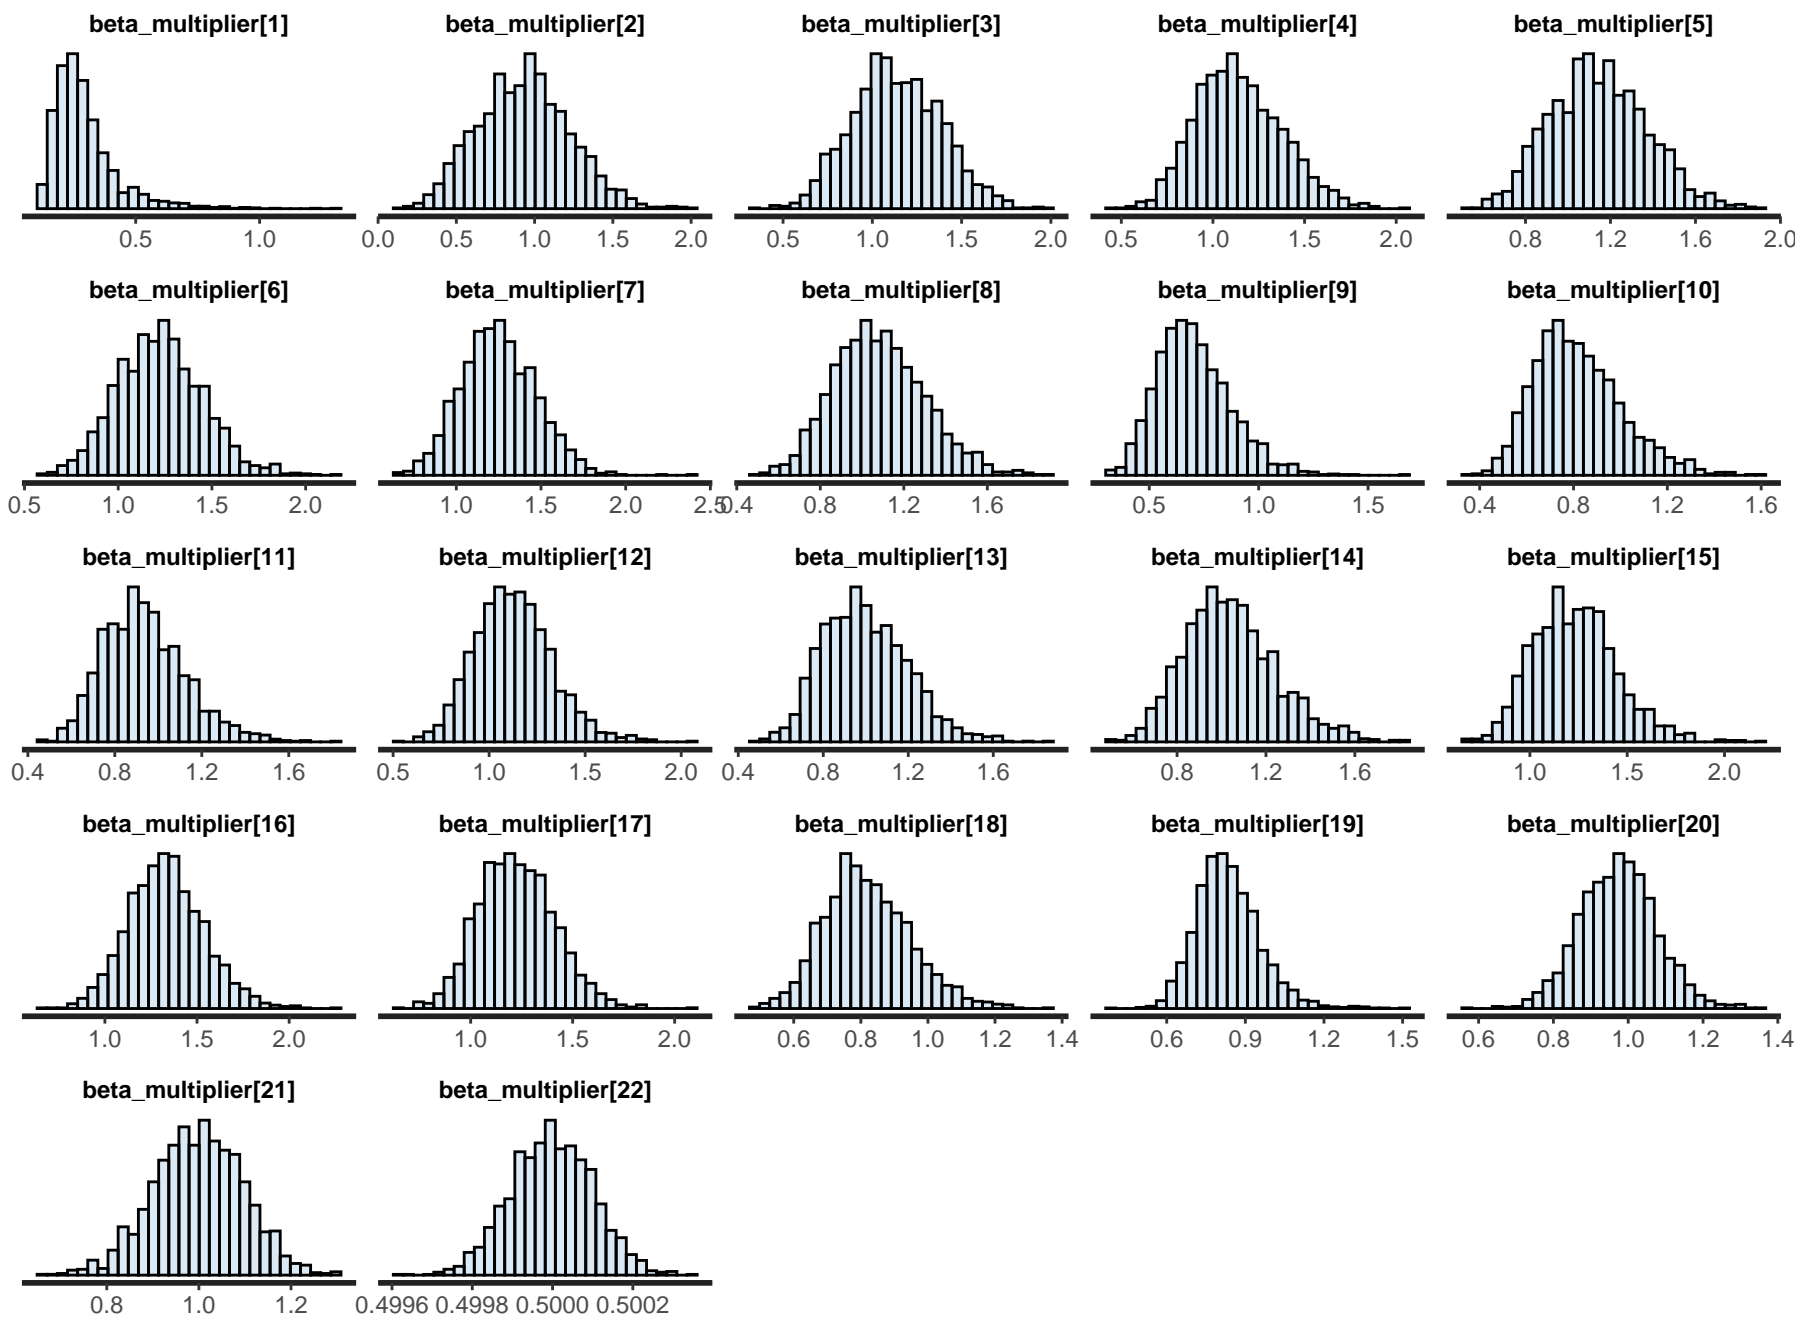 beta_multiplier[1] beta_multiplier[2] beta_multiplier[3] beta_multiplier[4] beta_multiplier[5]
0.5 1.0 0.0 0.5 1.0 1.5 2.0 0.5 1.0 1.5 2.0 0.5 1.0 1.5 2.0 0.8 1.2 1.6 2.0
beta_multiplier[6] beta_multiplier[7] beta_multiplier[8] beta_multiplier[9] beta_multiplier[10]
0.5 1.0 1.5 2.0 1.0 1.5 2.0 2.5 0.4 0.8 1.2 1.6 0.5 1.0 1.5 0.4 0.8 1.2 1.6
beta_multiplier[11] beta_multiplier[12] beta_multiplier[13] beta_multiplier[14] beta_multiplier[15]
0.4 0.8 1.2 1.6 0.5 1.0 1.5 2.0 0.4 0.8 1.2 1.6 0.8 1.2 1.6 1.0 1.5 2.0
beta_multiplier[16] beta_multiplier[17] beta_multiplier[18] beta_multiplier[19] beta_multiplier[20]
1.0 1.5 2.0 1.0 1.5 2.0 0.6 0.8 1.0 1.2 1.4 0.6 0.9 1.2 1.5 0.6 0.8 1.0 1.2 1.4
beta_multiplier[21] beta_multiplier[22]
0.8 1.0 1.2 0.4996 0.4998 0.5000 0.5002